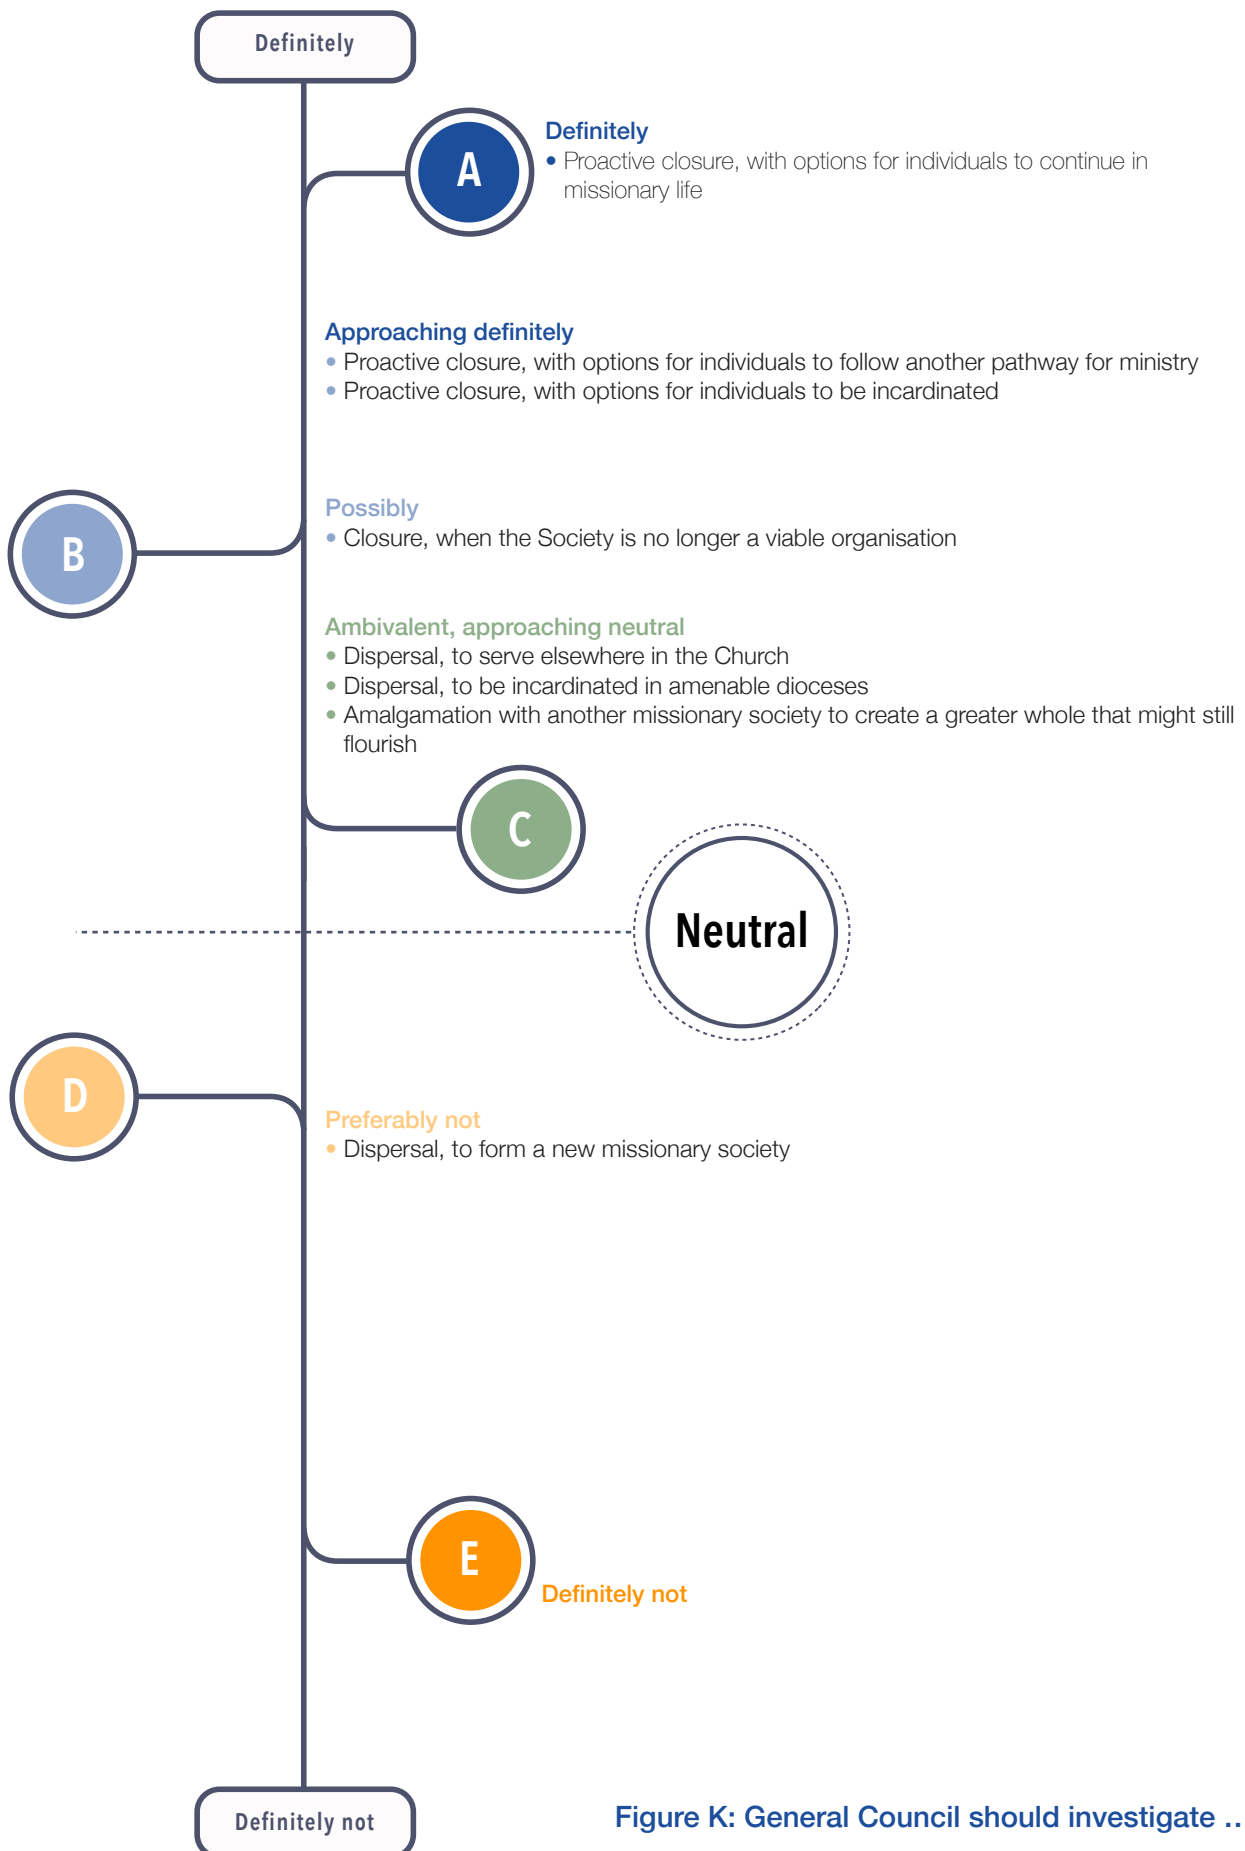 Definitely
A
Definitely
• Proactive closure, with options for individuals to continue in
missionary life
Approaching definitely
• Proactive closure, with options for individuals to follow another pathway for ministry
• Proactive closure, with options for individuals to be incardinated
B
Possibly
• Closure, when the Society is no longer a viable organisation
Ambivalent, approaching neutral
• Dispersal, to serve elsewhere in the Church
• Dispersal, to be incardinated in amenable dioceses
• Amalgamation with another missionary society to create a greater whole that might still
flourish
C
Neutral
D
Preferably not
• Dispersal, to form a new missionary society
E
Definitely not
Definitely not
Figure K: General Council should investigate ..